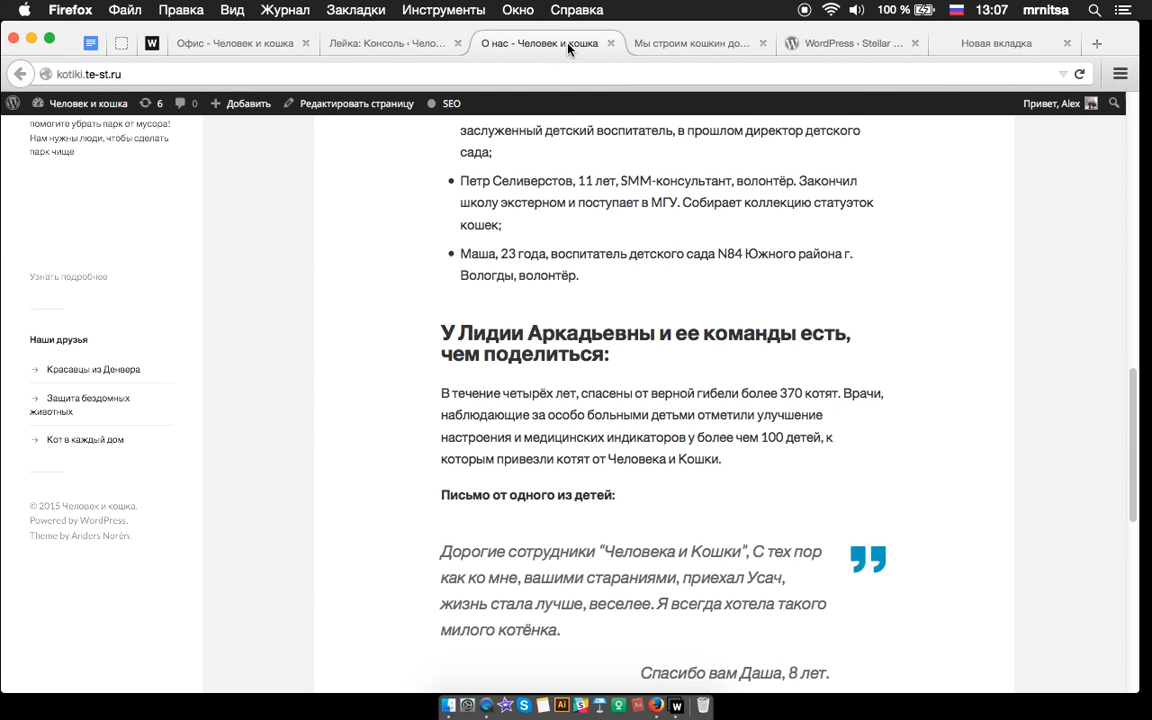 Firefox Файл Правка Вид Журнал Закладки Инструменты Окно Справка 100 % 13:07 mrnitsa
W Офис - Человек и кошка Лейка: Консоль ‹ Чело... О нас - Человек и кошка Мы строим кошкин до... WordPress › Stellar ... Новая вкладка
kotiki.te-st.ru
Человек и кошка 6 0 Добавить Редактировать страницу SEO Привет, Alex
помогите убрать парк от мусора!
Нам нужны люди, чтобы сделать
парк чище
Узнать подробнее
Наши друзья
→ Красавцы из Денвера
→ Защита бездомных
животных
→ Кот в каждый дом
© 2015 Человек и кошка.
Powered by WordPress.
Theme by Anders Norén.
заслуженный детский воспитатель, в прошлом директор детского
сада;
• Петр Селиверстов, 11 лет, SMM-консультант, волонтёр. Закончил
школу экстерном и поступает в МГУ. Собирает коллекцию статуэток
кошек;
• Маша, 23 года, воспитатель детского сада N84 Южного района г.
Вологды, волонтёр.
У Лидии Аркадьевны и ее команды есть,
чем поделиться:
В течение четырёх лет, спасены от верной гибели более 370 котят. Врачи,
наблюдающие за особо больными детьми отметили улучшение
настроения и медицинских индикаторов у более чем 100 детей, к
которым привезли котят от Человека и Кошки.
Письмо от одного из детей:
Дорогие сотрудники “Человека и Кошки”, С тех пор
как ко мне, вашими стараниями, приехал Усач,
жизнь стала лучше, веселее. Я всегда хотела такого
милого котёнка.
Спасибо вам Даша, 8 лет.